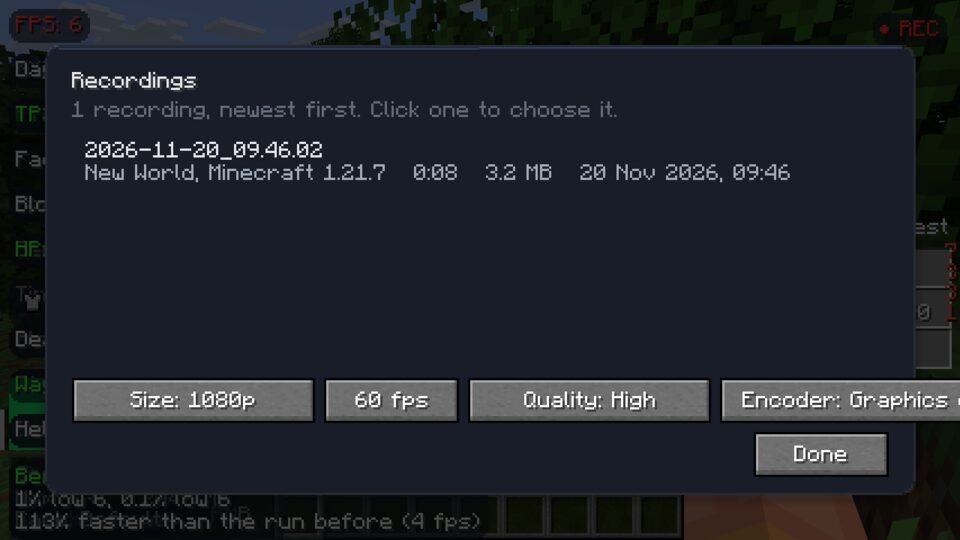 FPS: 6
REC
Recordings
1 recording, newest first. Click one to choose it.
2026-11-20_09.46.02
New World, Minecraft 1.21.7 0:08 3.2 MB 20 Nov 2026, 09:46
Size: 1080p
60 fps
Quality: High
Encoder: Graphics
Done
1% low 6, 0.1% low 6
113% faster than the run before (4 fps)